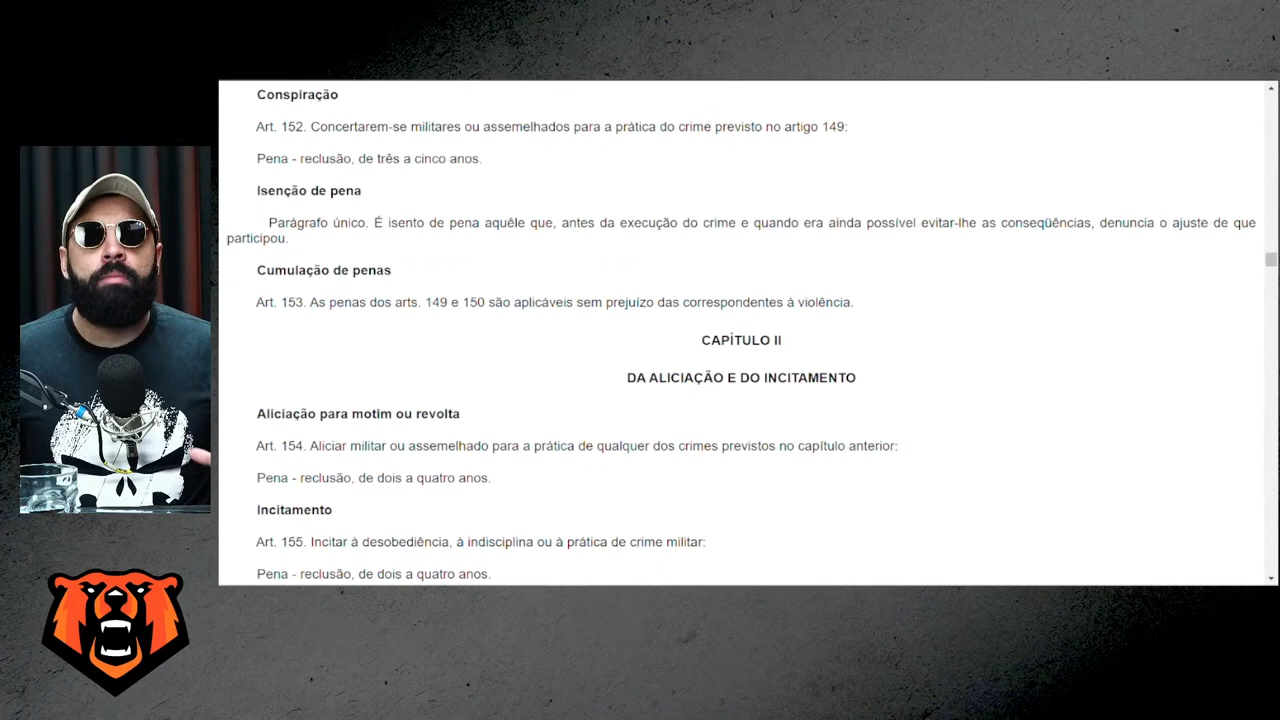 Conspiração
Art. 152. Concertarem-se militares ou assemelhados para a prática do crime previsto no artigo 149:
Pena - reclusão, de três a cinco anos.
Isenção de pena
Parágrafo único. É isento de pena aquêle que, antes da execução do crime e quando era ainda possível evitar-lhe as conseqüências, denuncia o ajuste de que
participou.
Cumulação de penas
Art. 153. As penas dos arts. 149 e 150 são aplicáveis sem prejuízo das correspondentes à violência.
CAPÍTULO II
DA ALICIAÇÃO E DO INCITAMENTO
Aliciação para motim ou revolta
Art. 154. Aliciar militar ou assemelhado para a prática de qualquer dos crimes previstos no capítulo anterior:
Pena - reclusão, de dois a quatro anos.
Incitamento
Art. 155. Incitar à desobediência, à indisciplina ou à prática de crime militar:
Pena - reclusão, de dois a quatro anos.